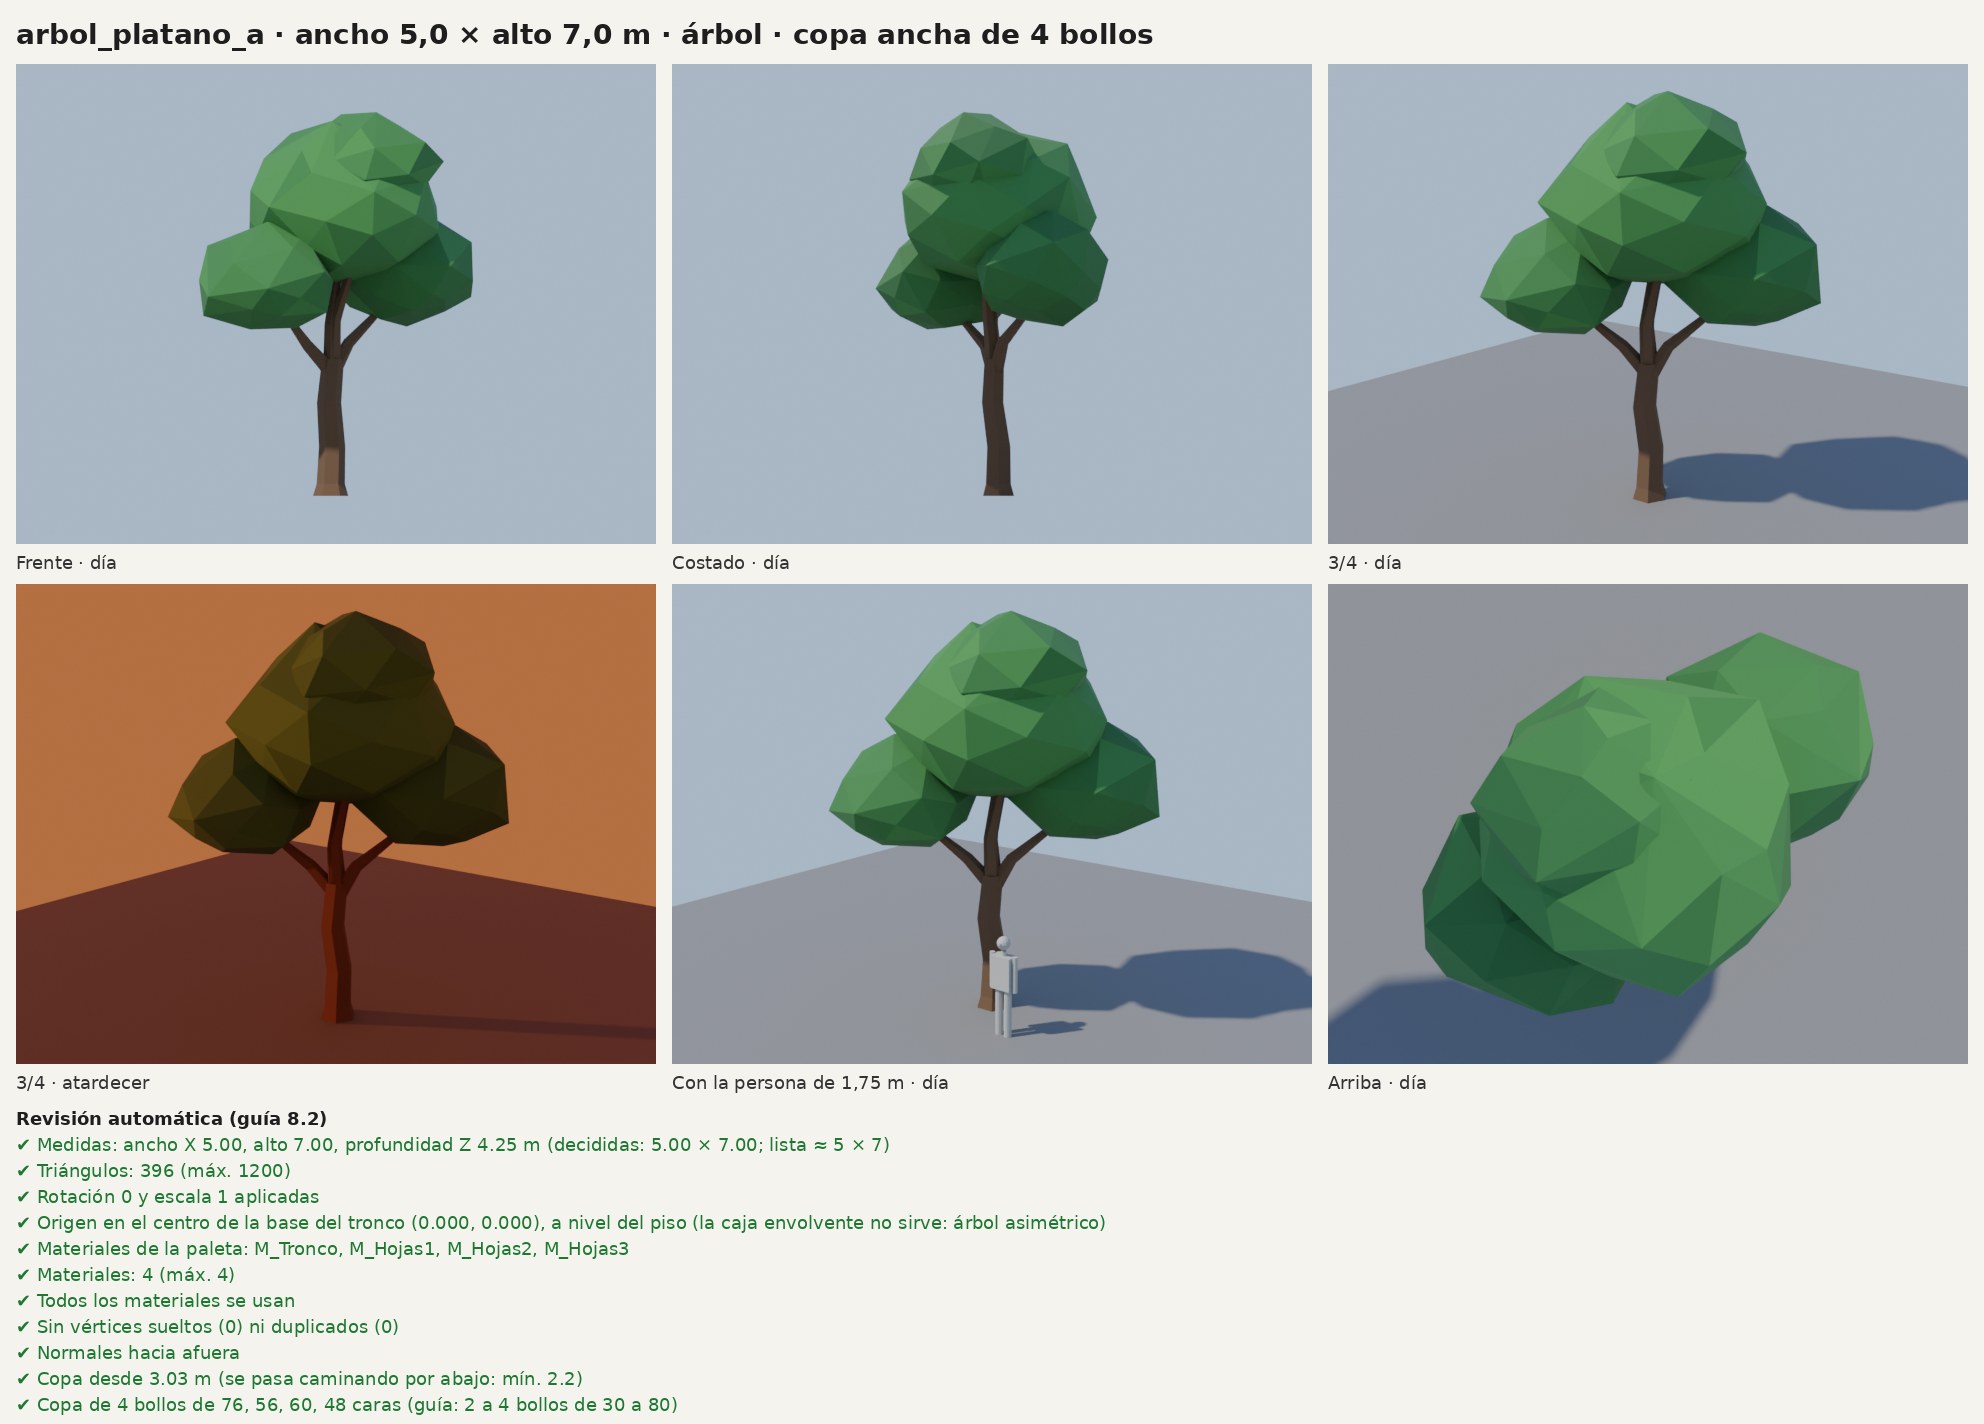 arbol_platano_a · ancho 5,0 × alto 7,0 m · árbol · copa ancha de 4 bollos
Frente · día
Costado · día
3/4 · día
3/4 · atardecer
Con la persona de 1,75 m · día
Arriba · día
Revisión automática (guía 8.2)
✔ Medidas: ancho X 5.00, alto 7.00, profundidad Z 4.25 m (decididas: 5.00 × 7.00; lista ≈ 5 × 7)
✔ Triángulos: 396 (máx. 1200)
✔ Rotación 0 y escala 1 aplicadas
✔ Origen en el centro de la base del tronco (0.000, 0.000), a nivel del piso (la caja envolvente no sirve: árbol asimétrico)
✔ Materiales de la paleta: M_Tronco, M_Hojas1, M_Hojas2, M_Hojas3
✔ Materiales: 4 (máx. 4)
✔ Todos los materiales se usan
✔ Sin vértices sueltos (0) ni duplicados (0)
✔ Normales hacia afuera
✔ Copa desde 3.03 m (se pasa caminando por abajo: mín. 2.2)
✔ Copa de 4 bollos de 76, 56, 60, 48 caras (guía: 2 a 4 bollos de 30 a 80)